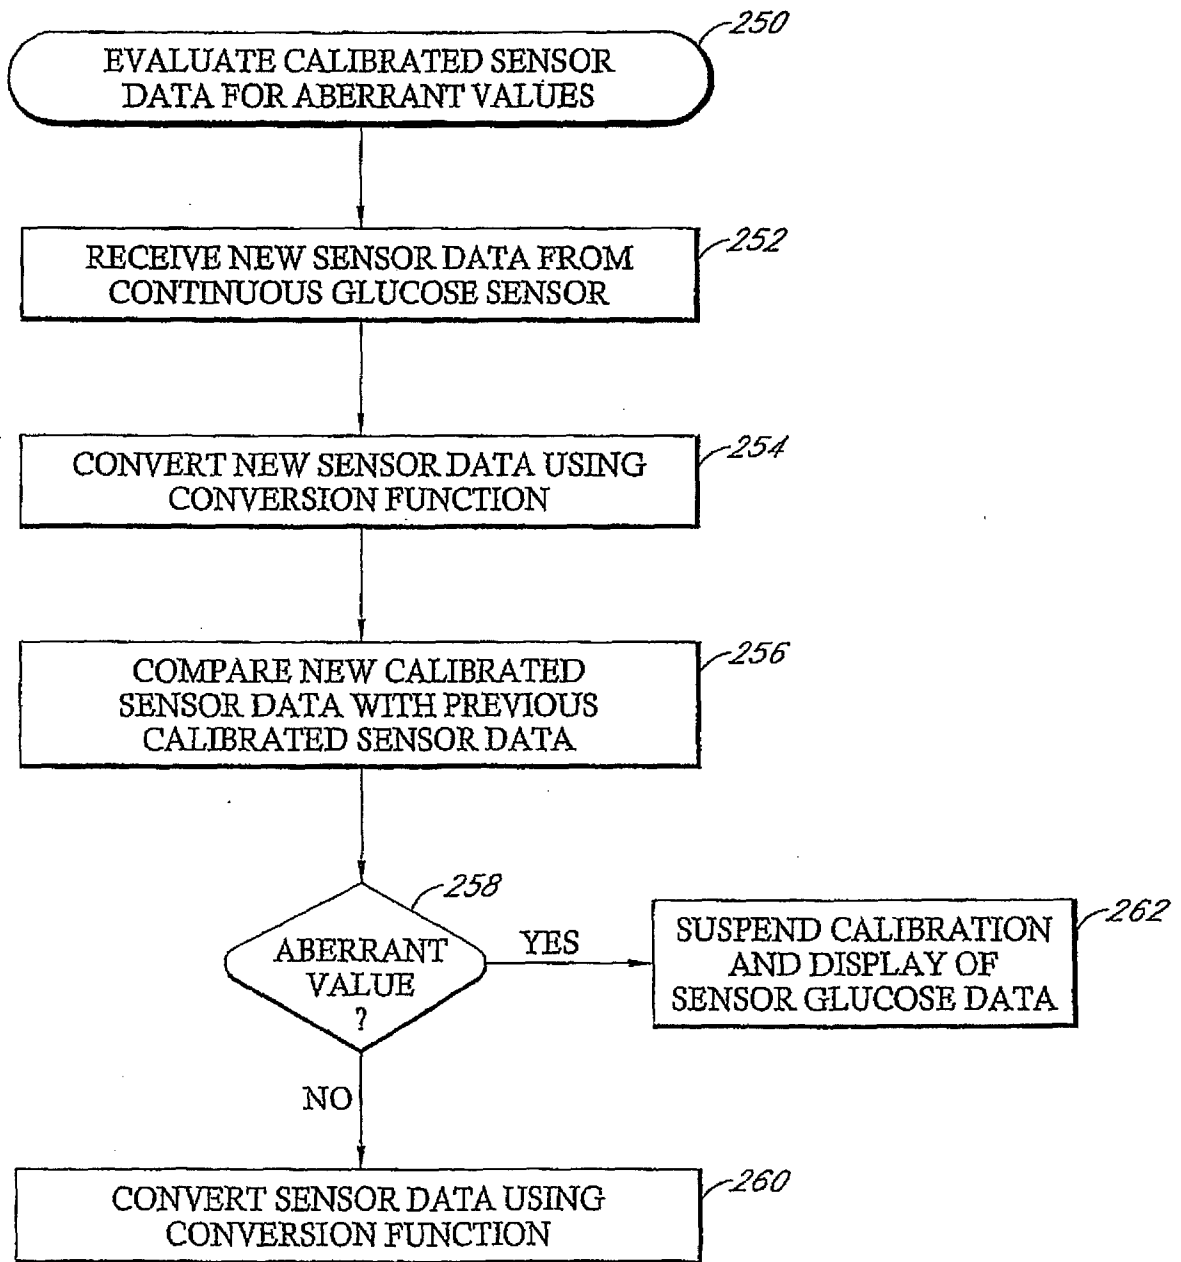 250
EVALUATE CALIBRATED SENSOR
DATA FOR ABERRANT VALUES
252
RECEIVE NEW SENSOR DATA FROM
CONTINUOUS GLUCOSE SENSOR
254
CONVERT NEW SENSOR DATA USING
CONVERSION FUNCTION
256
COMPARE NEW CALIBRATED
SENSOR DATA WITH PREVIOUS
CALIBRATED SENSOR DATA
258
ABERRANT
VALUE
?
YES
262
SUSPEND CALIBRATION
AND DISPLAY OF
SENSOR GLUCOSE DATA
NO
260
CONVERT SENSOR DATA USING
CONVERSION FUNCTION